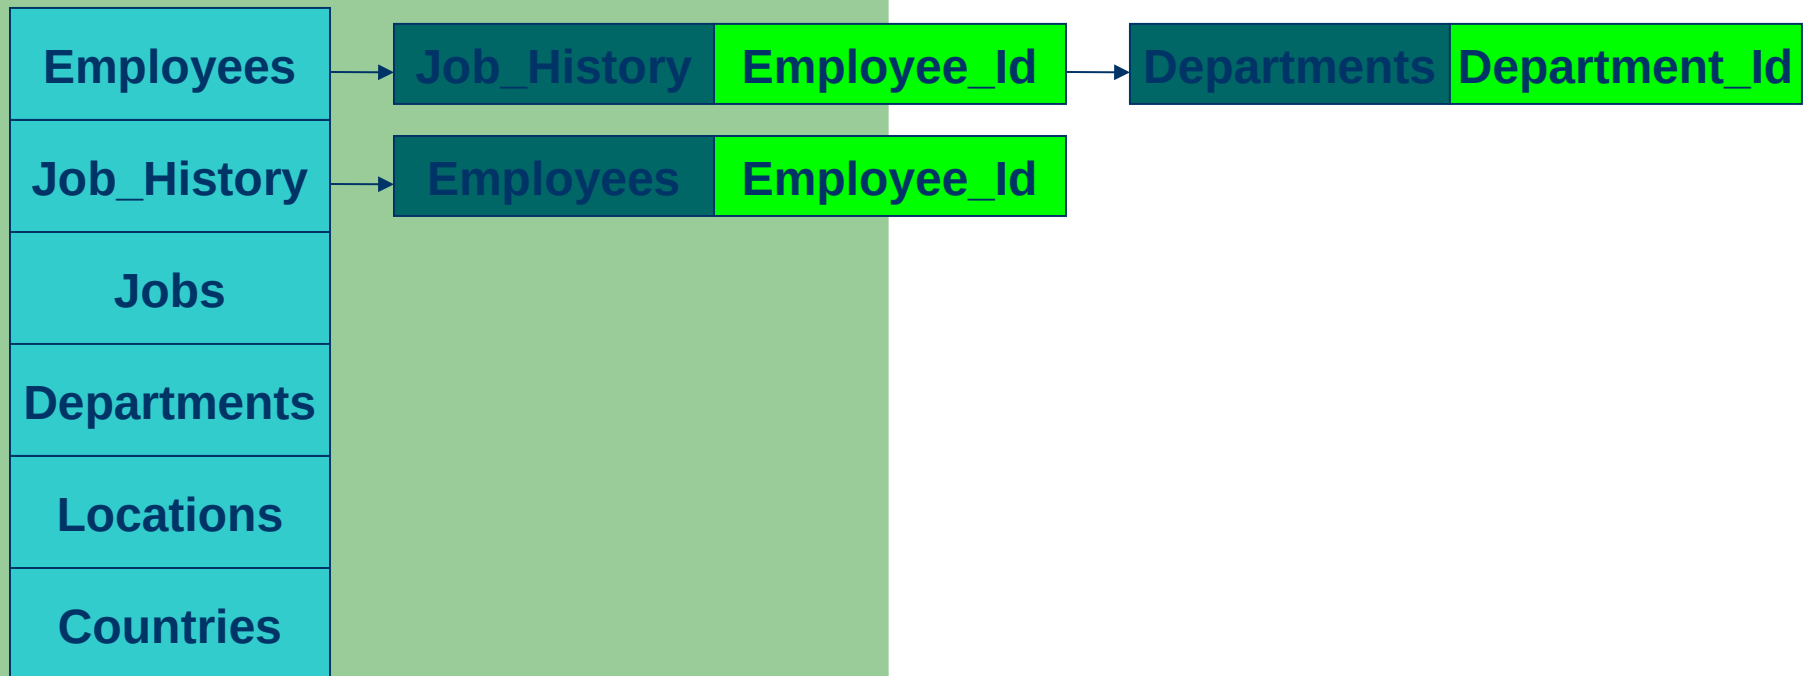 Employees Job_History Employee_Id Departments Department_Id
Job_History Employees Employee_Id
Jobs
Departments
Locations
Countries